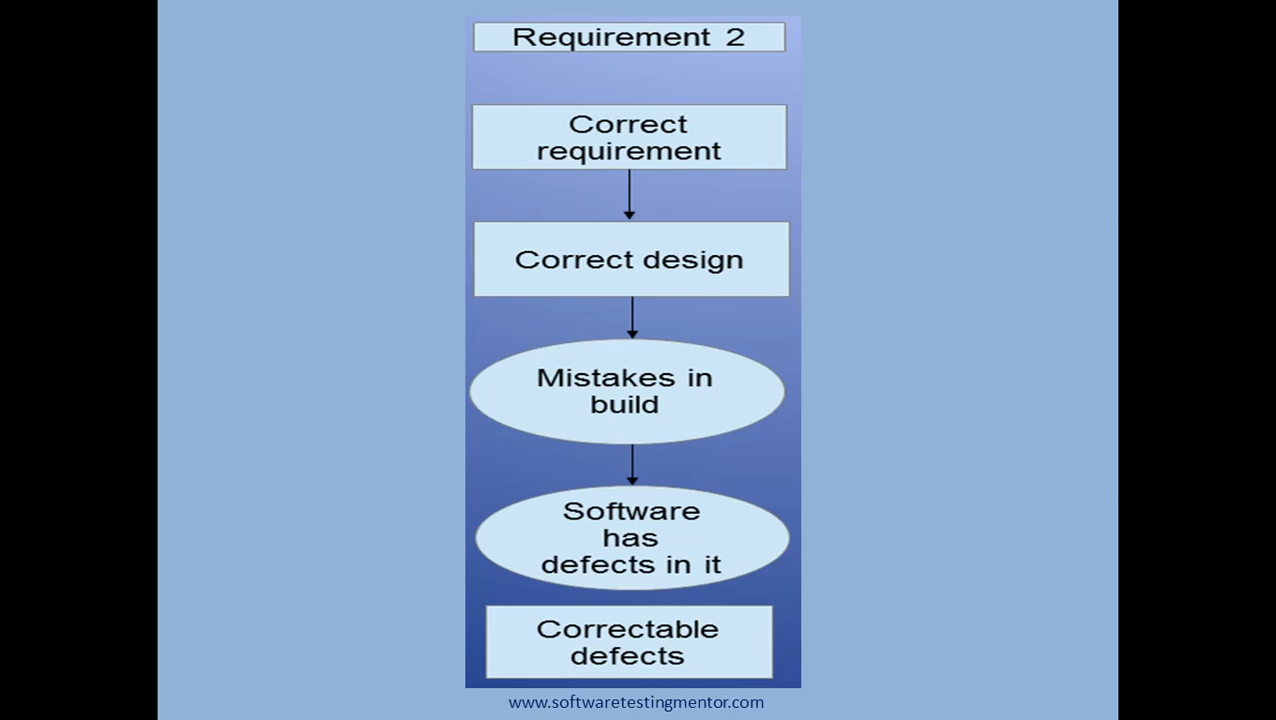 Requirement 2
Correct
requirement
Correct design
Mistakes in
build
Software
has
defects in it
Correctable
defects
www.softwaretestingmentor.com